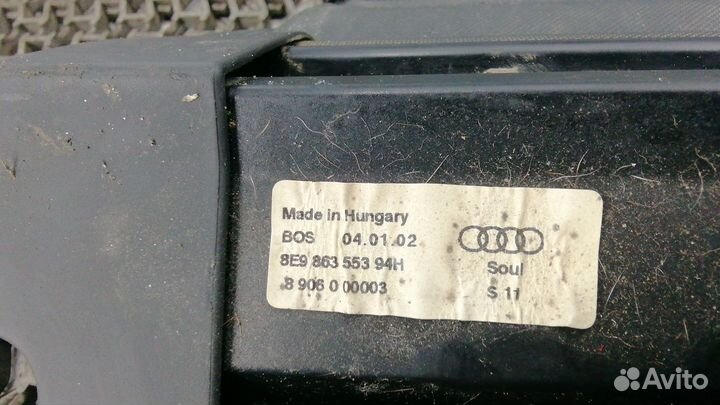 Made in Hungary
BOS 04.01.02
8E9 863 553 94H
8 906 0 00003
Soul
S 11
Avito